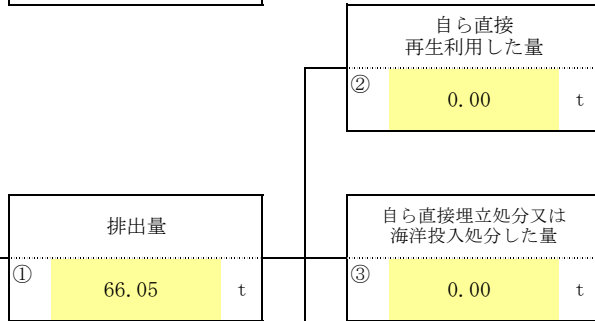 自ら直接
再生利用した量
② 0.00 t
排出量
① 66.05 t
自ら直接埋立処分又は
海洋投入処分した量
③ 0.00 t